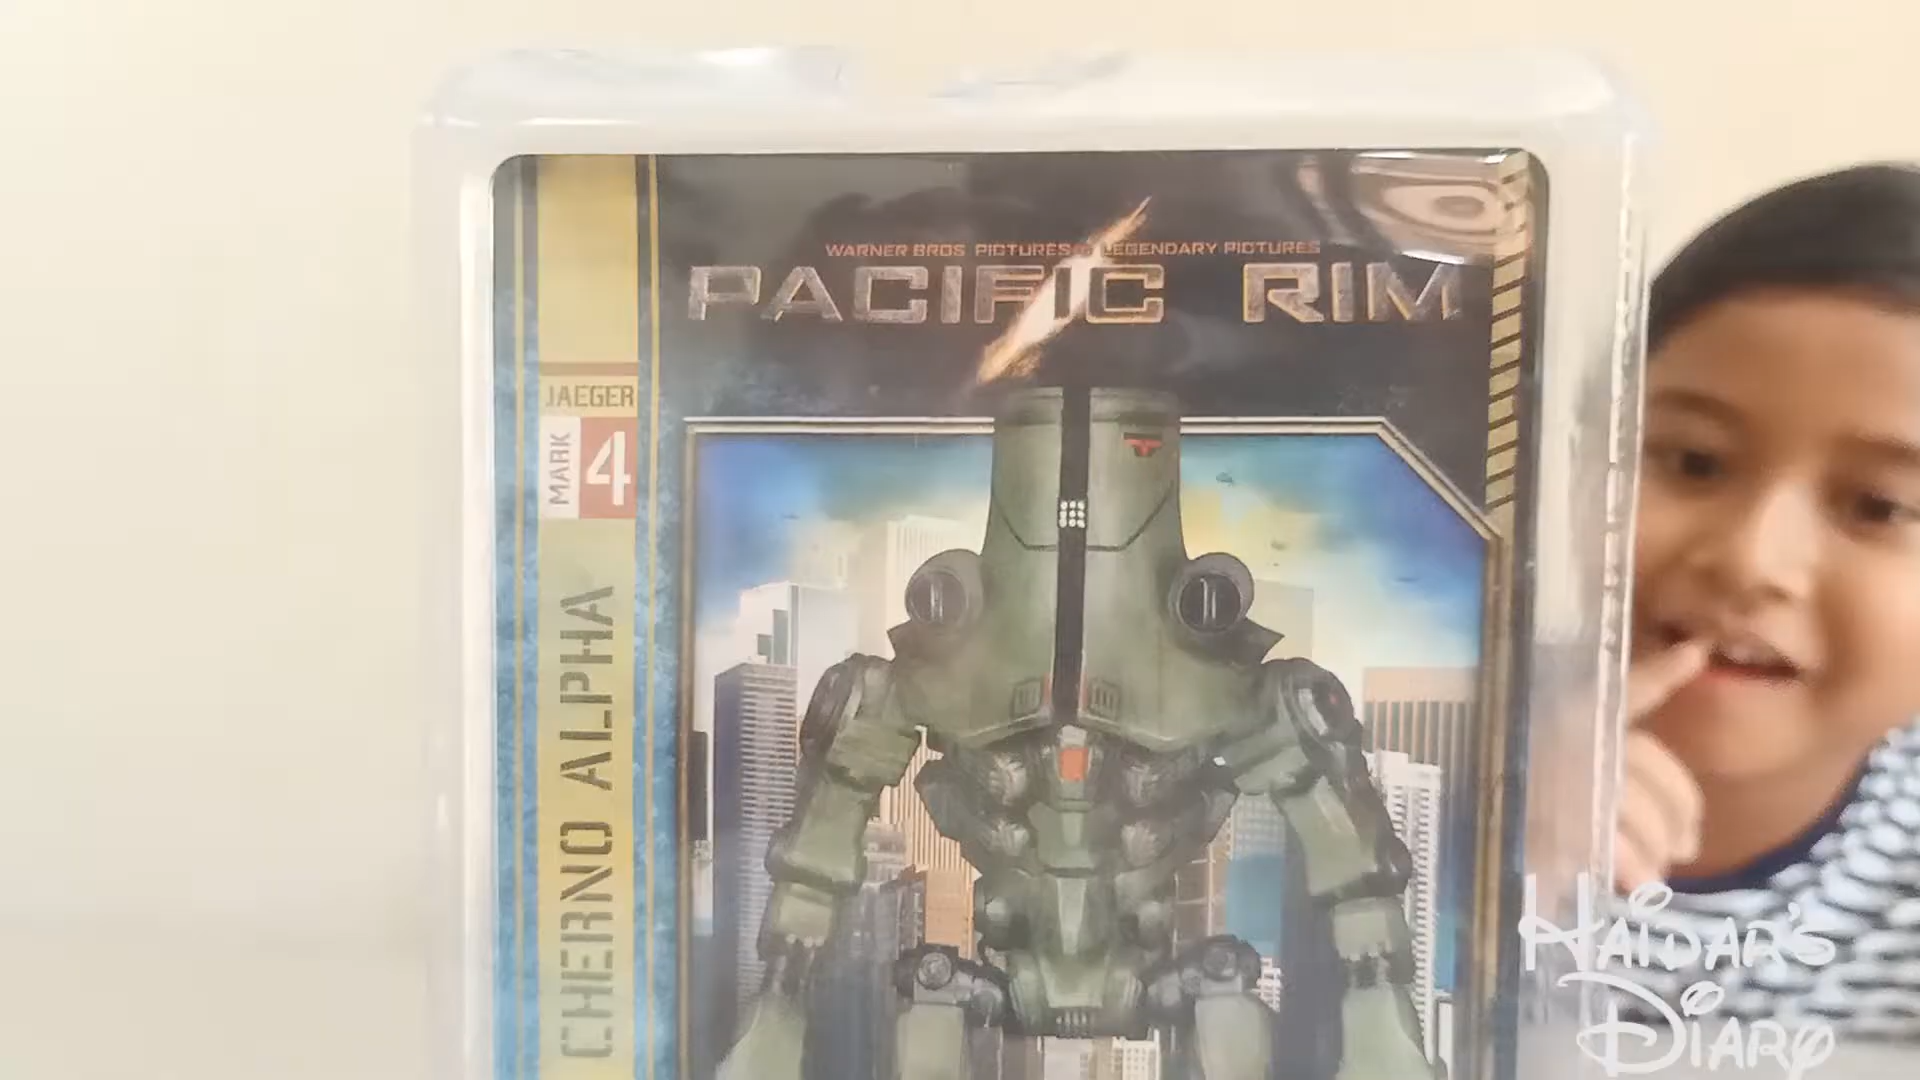 WARNER BROS PICTURES & LEGENDARY PICTURES
PACIFIC RIM
JAEGER
MARK 4
CHERNO ALPHA
HAIDAR'S
DIARY